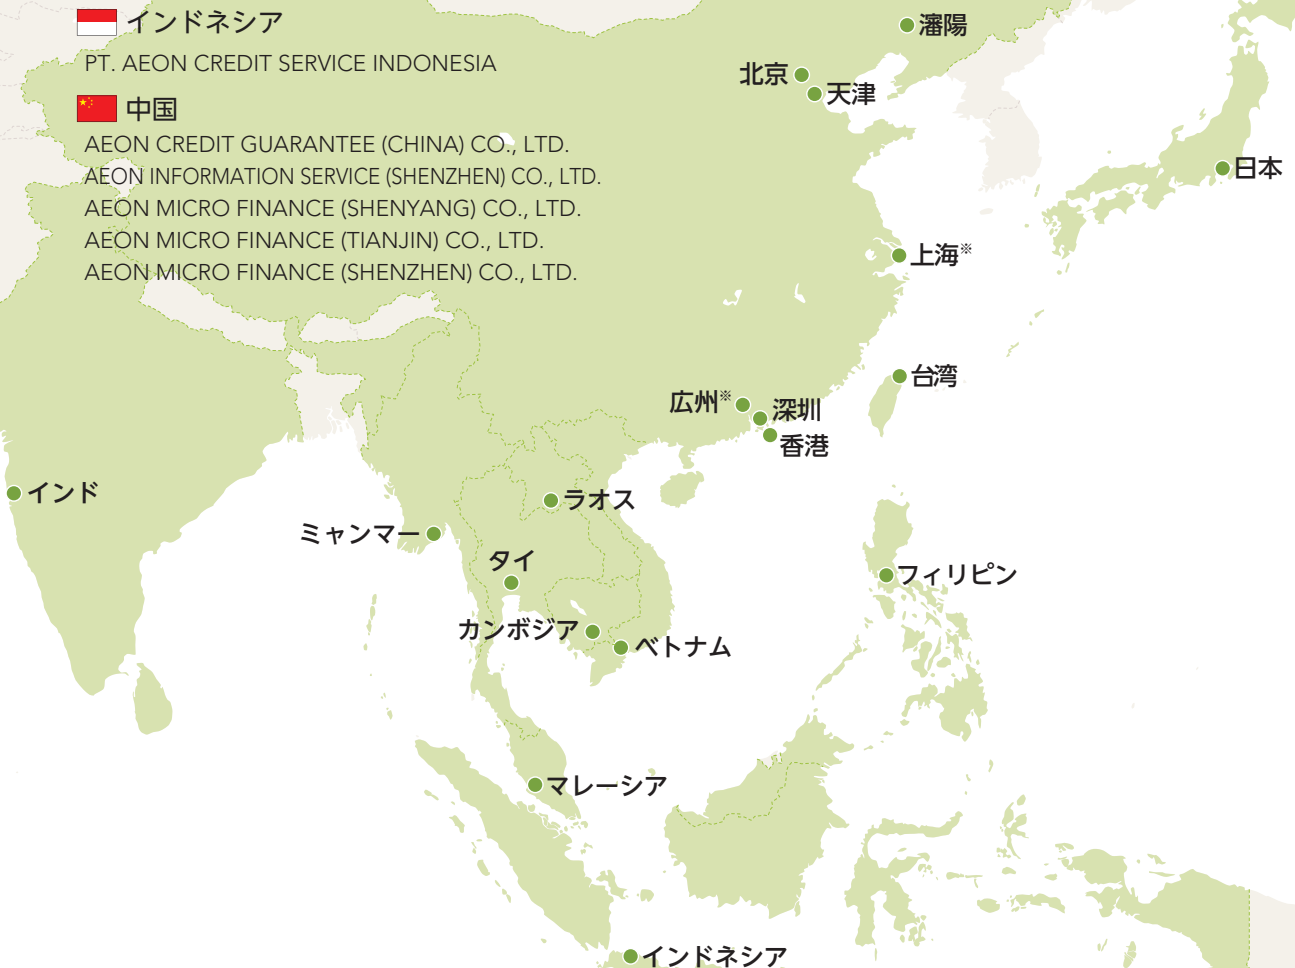 インドネシア
PT. AEON CREDIT SERVICE INDONESIA
中国
AEON CREDIT GUARANTEE (CHINA) CO., LTD.
AEON INFORMATION SERVICE (SHENZHEN) CO., LTD.
AEON MICRO FINANCE (SHENYANG) CO., LTD.
AEON MICRO FINANCE (TIANJIN) CO., LTD.
AEON MICRO FINANCE (SHENZHEN) CO., LTD.
瀋陽
北京
天津
日本
上海※
台湾
広州※
深圳
香港
インド
ラオス
ミャンマー
タイ
フィリピン
カンボジア
ベトナム
マレーシア
インドネシア